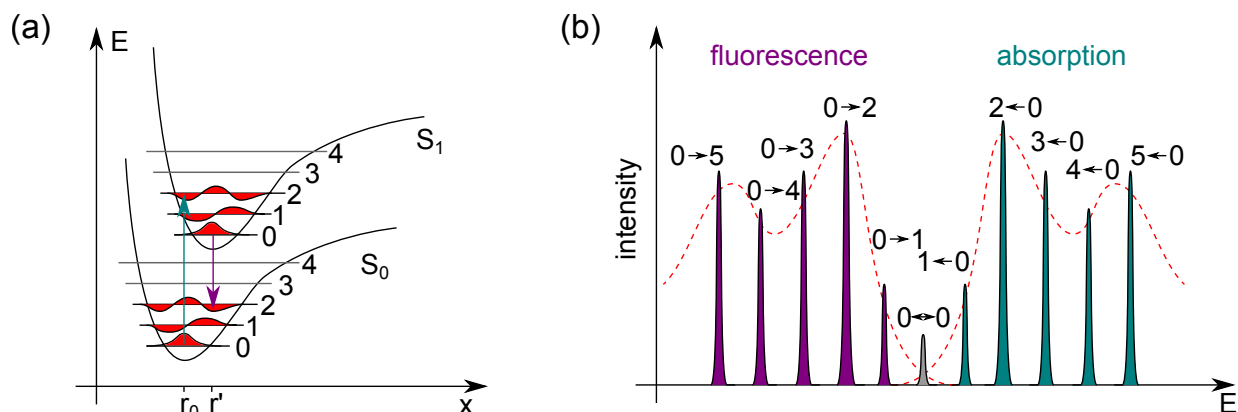 (a)
E
S₁
4
3
2
1
0
S₀
4
3
2
1
0
r₀ r' x
(b)
fluorescence absorption
intensity
0→5
0→4
0→3
0→2
0→1
0↔0
1←0
2←0
3←0
4←0
5←0
E